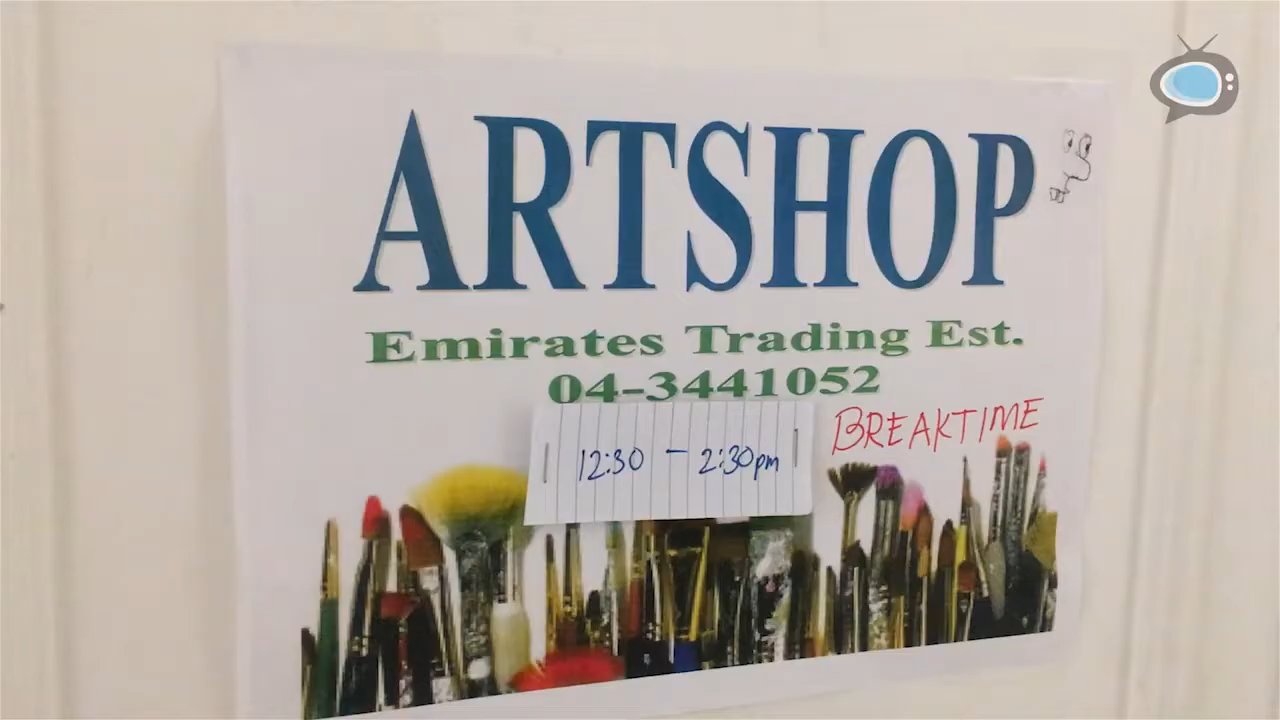 ARTSHOP
Emirates Trading Est.
04-3441052
12:30 - 2:30pm
BREAKTIME